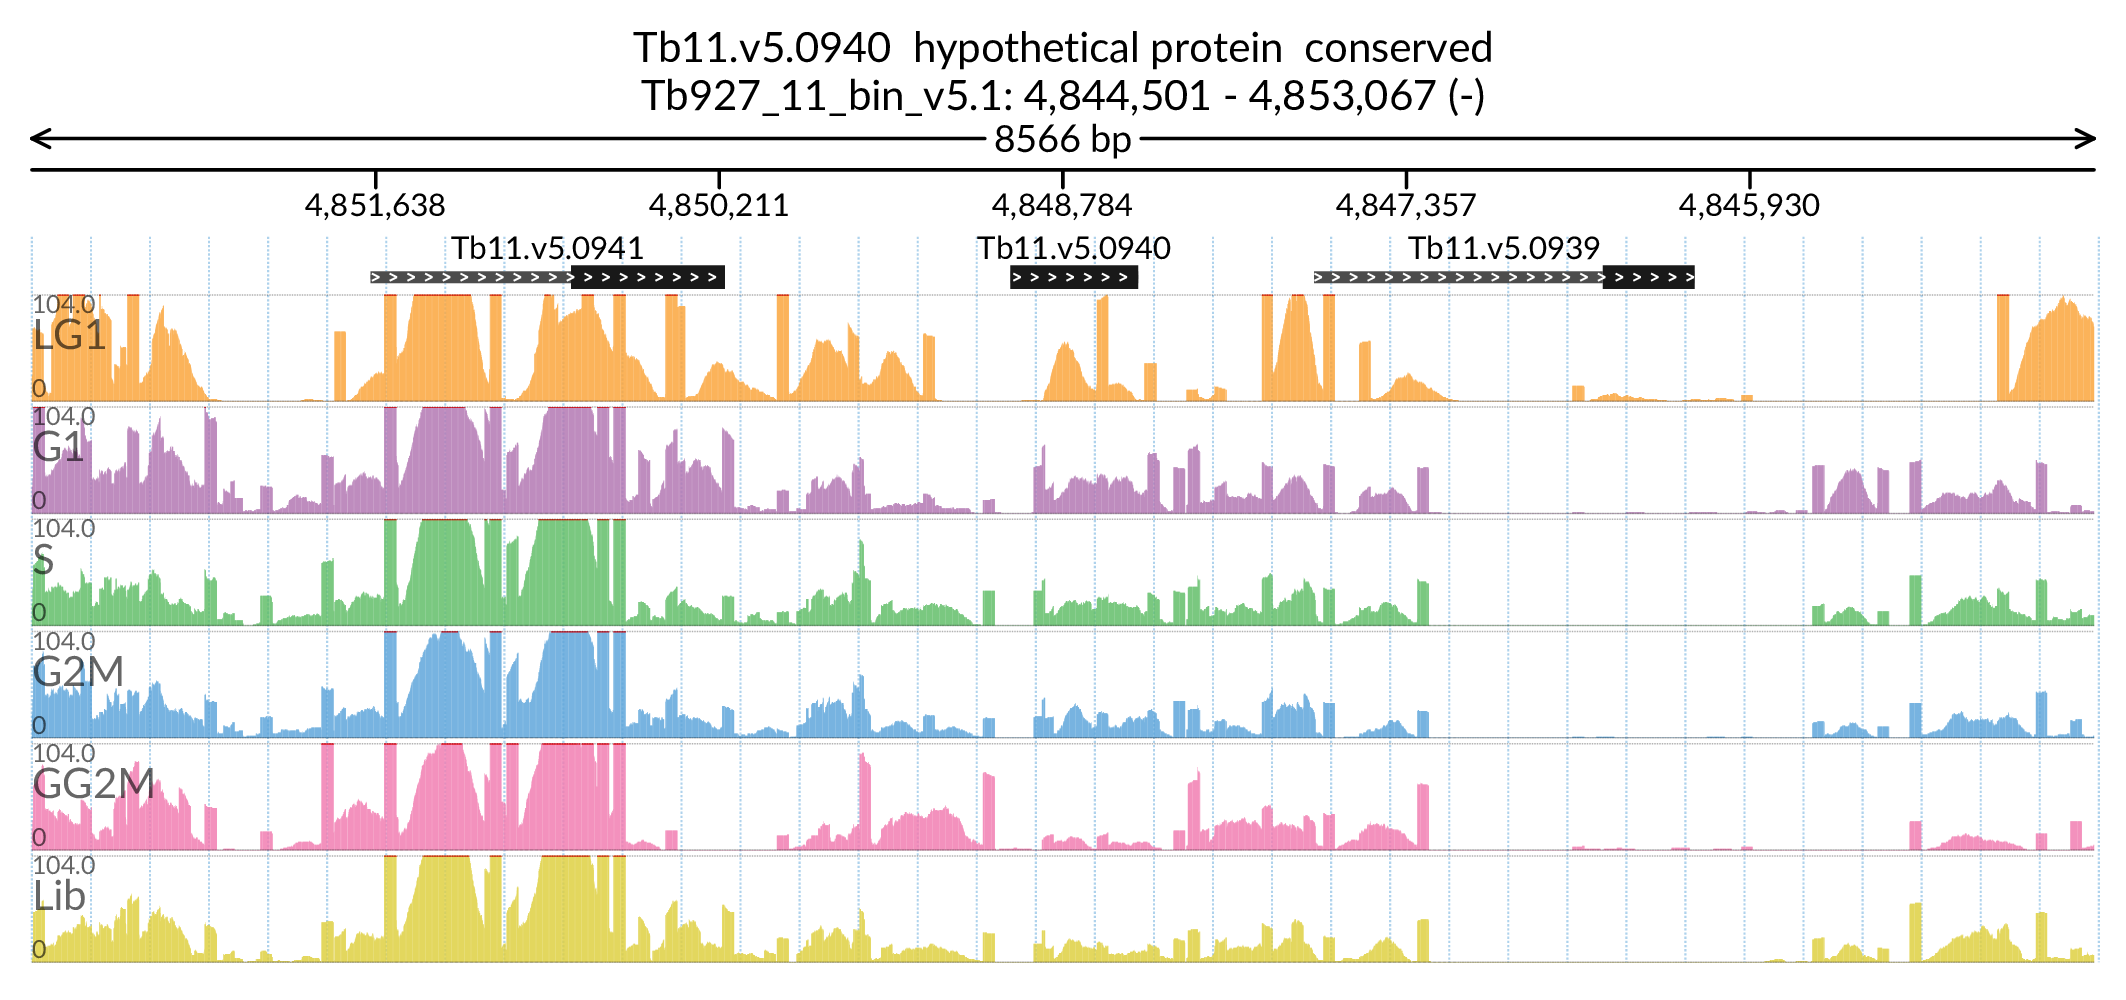 Tb11.v5.0940 hypothetical protein conserved
Tb927_11_bin_v5.1: 4,844,501 - 4,853,067 (-)
8566 bp
4,851,638 4,850,211 4,848,784 4,847,357 4,845,930
Tb11.v5.0941 Tb11.v5.0940 Tb11.v5.0939
104.0
LG1
0
104.0
G1
0
104.0
S
0
104.0
G2M
0
104.0
GG2M
0
104.0
Lib
0